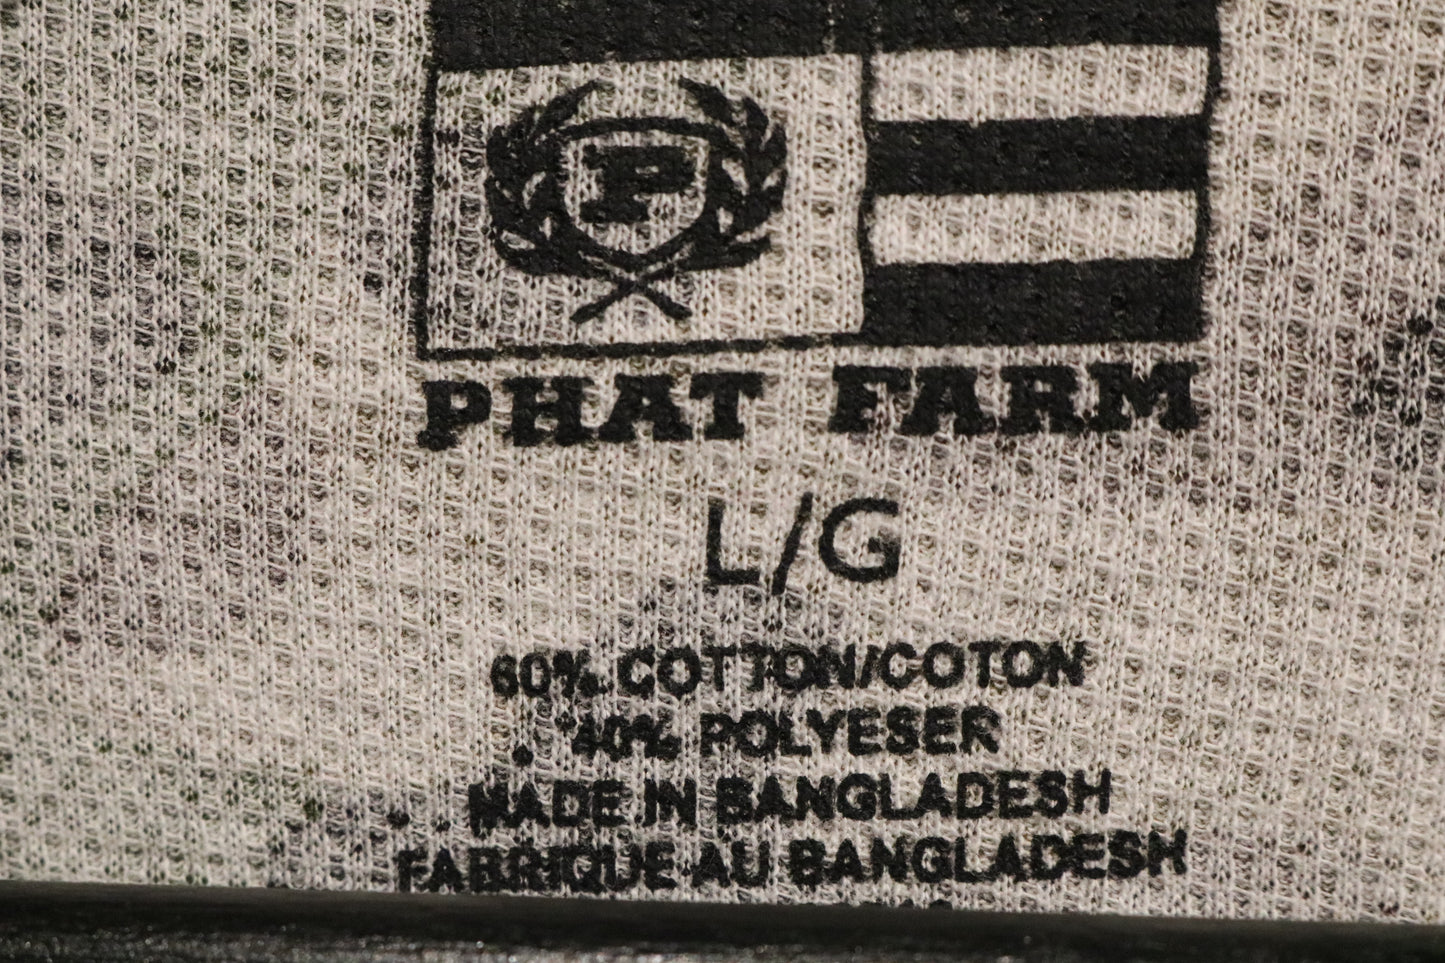 P
PHAT FARM
L/G
60% COTTON/COTON
40% POLYESER
MADE IN BANGLADESH
FABRIQUE AU BANGLADESH